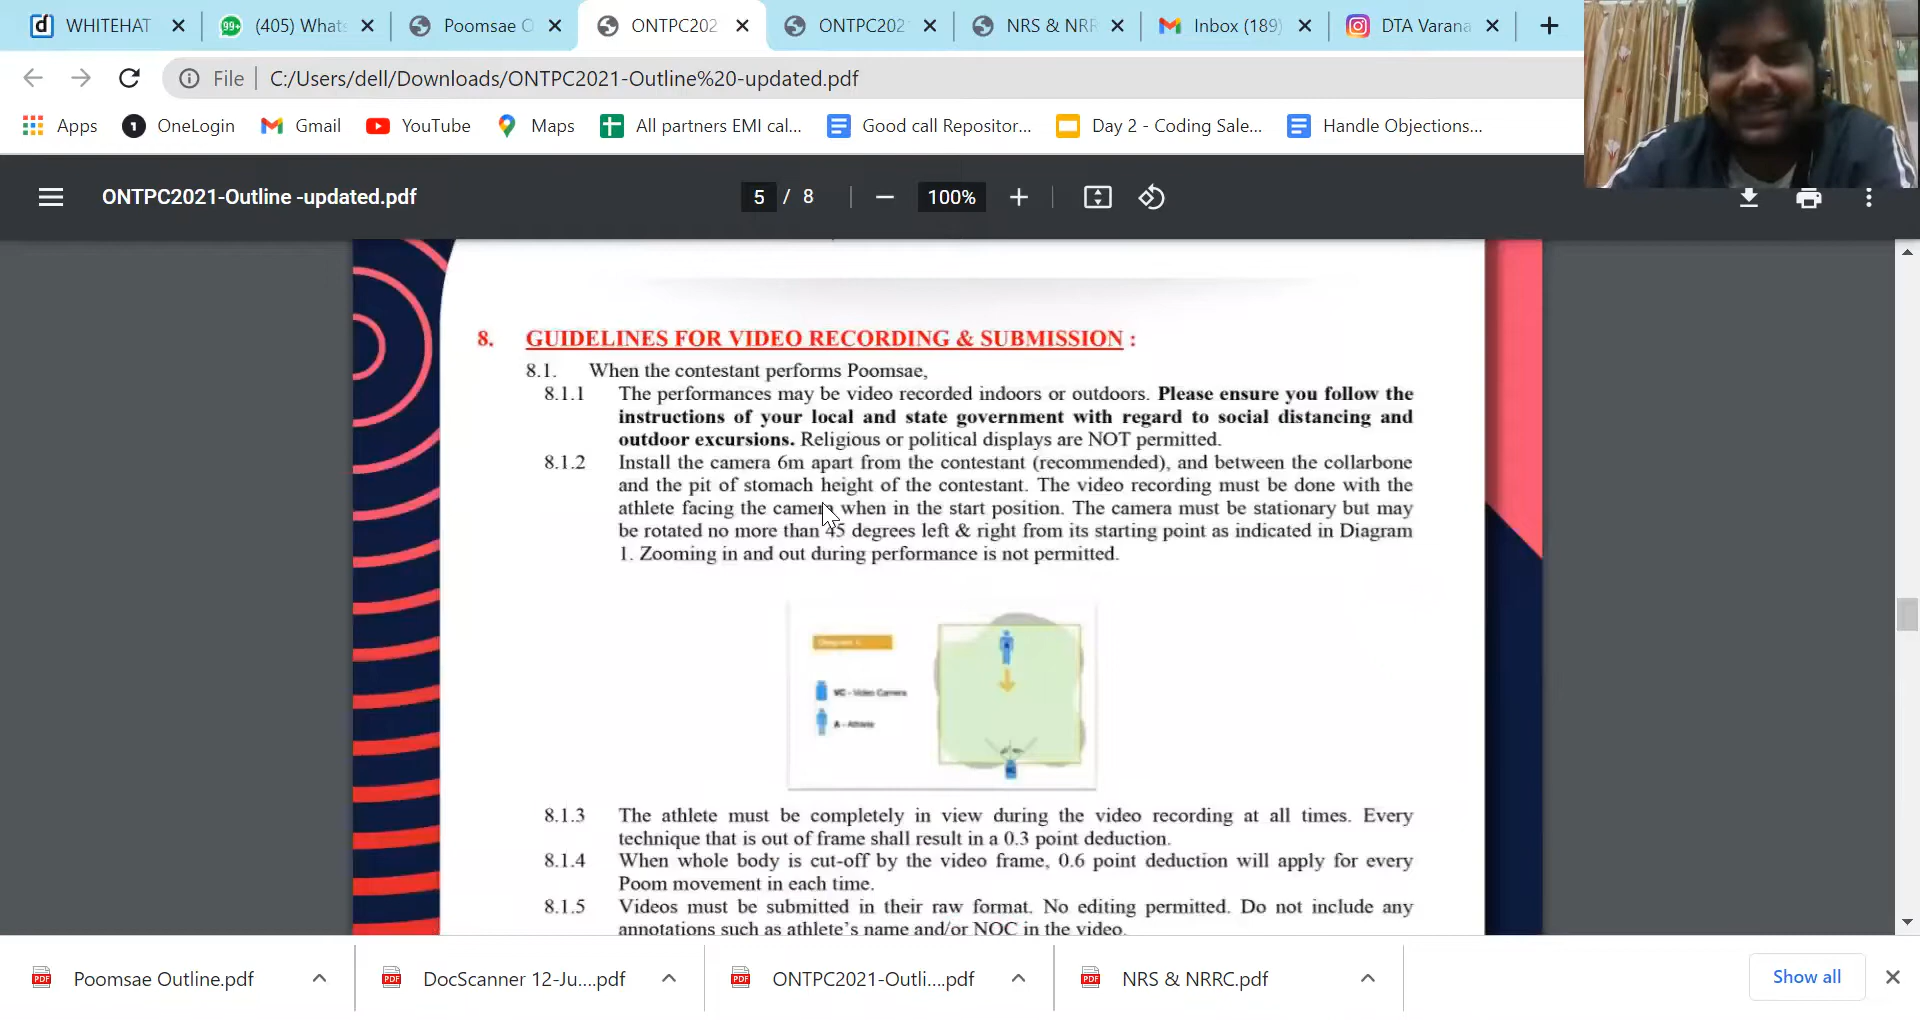 WHITEHAT
(405) Whats
Poomsae O
ONTPC202
ONTPC202
NRS & NRR
Inbox (189)
DTA Varana
File
C:/Users/dell/Downloads/ONTPC2021-Outline%20-updated.pdf
Apps
OneLogin
Gmail
YouTube
Maps
All partners EMI cal...
Good call Repositor...
Day 2 - Coding Sale...
Handle Objections...
ONTPC2021-Outline -updated.pdf
5 / 8
100%
8. GUIDELINES FOR VIDEO RECORDING & SUBMISSION :
8.1. When the contestant performs Poomsae,
8.1.1 The performances may be video recorded indoors or outdoors. Please ensure you follow the
instructions of your local and state government with regard to social distancing and
outdoor excursions. Religious or political displays are NOT permitted.
8.1.2 Install the camera 6m apart from the contestant (recommended), and between the collarbone
and the pit of stomach height of the contestant. The video recording must be done with the
athlete facing the camera when in the start position. The camera must be stationary but may
be rotated no more than 45 degrees left & right from its starting point as indicated in Diagram
1. Zooming in and out during performance is not permitted.
VC - Video Camera
A - Athlete
8.1.3 The athlete must be completely in view during the video recording at all times. Every
technique that is out of frame shall result in a 0.3 point deduction.
8.1.4 When whole body is cut-off by the video frame, 0.6 point deduction will apply for every
Poom movement in each time.
8.1.5 Videos must be submitted in their raw format. No editing permitted. Do not include any
annotations such as athlete's name and/or NOC in the video.
Poomsae Outline.pdf
DocScanner 12-Ju....pdf
ONTPC2021-Outli....pdf
NRS & NRRC.pdf
Show all